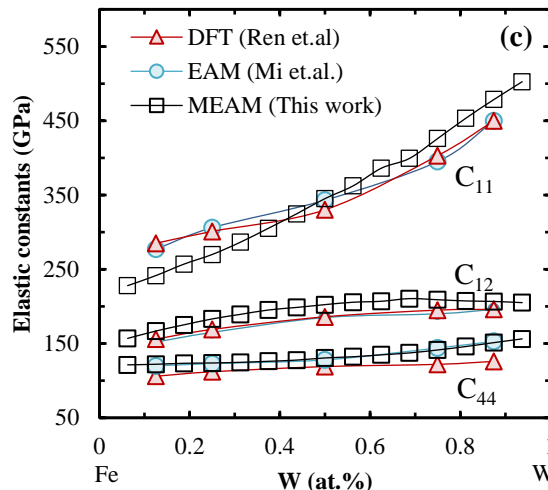 (c)
DFT (Ren et.al)
EAM (Mi et.al.)
MEAM (This work)
Elastic constants (GPa)
550
450
350
250
150
50
C11
C12
C44
0 0.2 0.4 0.6 0.8 1
Fe W (at.%) W